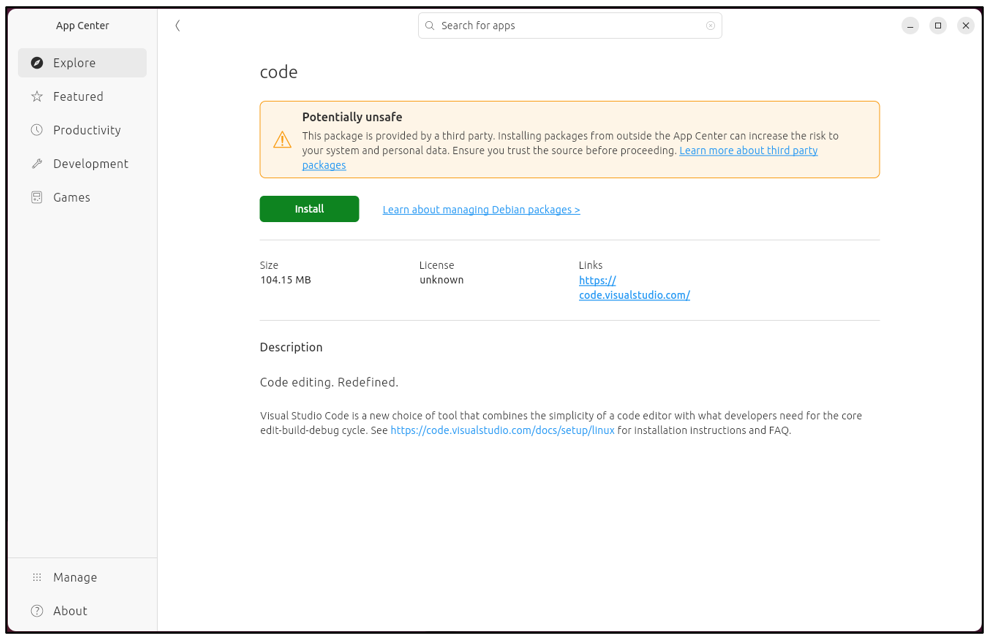 App Center
Search for apps
Explore
Featured
Productivity
Development
Games
Manage
About
code
Potentially unsafe
This package is provided by a third party. Installing packages from outside the App Center can increase the risk to
your system and personal data. Ensure you trust the source before proceeding. Learn more about third party
packages
Install
Learn about managing Debian packages >
Size
104.15 MB
License
unknown
Links
https://
code.visualstudio.com/
Description
Code editing. Redefined.
Visual Studio Code is a new choice of tool that combines the simplicity of a code editor with what developers need for the core
edit-build-debug cycle. See https://code.visualstudio.com/docs/setup/linux for installation instructions and FAQ.